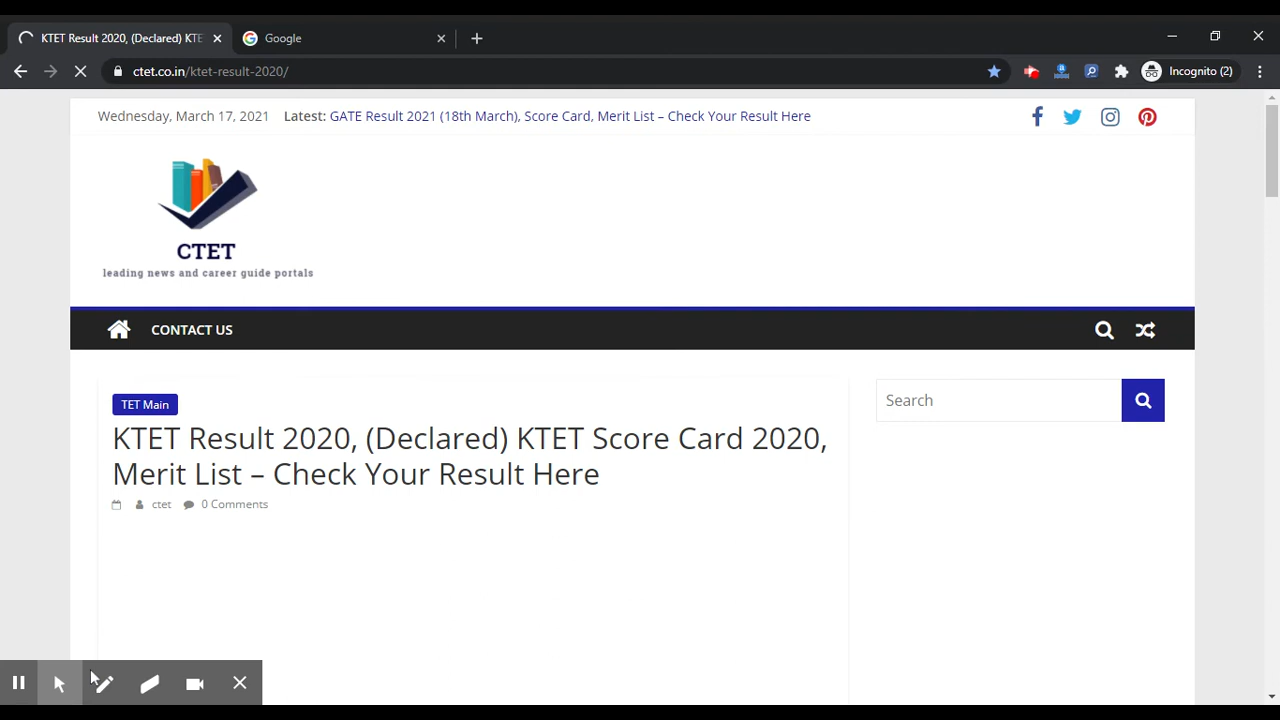 KTET Result 2020, (Declared) KTE
Google
ctet.co.in/ktet-result-2020/
Incognito (2)
Wednesday, March 17, 2021 Latest: GATE Result 2021 (18th March), Score Card, Merit List – Check Your Result Here
CTET
leading news and career guide portals
CONTACT US
Search
TET Main
KTET Result 2020, (Declared) KTET Score Card 2020,
Merit List – Check Your Result Here
ctet 0 Comments